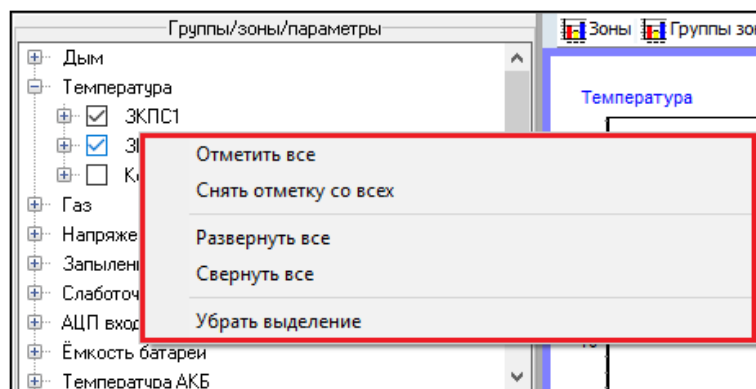 Группы/зоны/параметры
Зоны Группы
Дым
Температура
Температура
ЗКПС1
Отметить все
Снять отметку со всех
Газ
Развернуть все
Свернуть все
АЦП
Убрать выделение
Ёмкость батареи
Температура АКБ